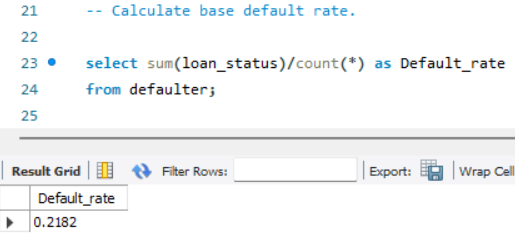 21 -- Calculate base default rate.
22
23 select sum(loan_status)/count(*) as Default_rate
24 from defaulter;
25
Result Grid Filter Rows: Export: Wrap Cell
Default_rate
0.2182